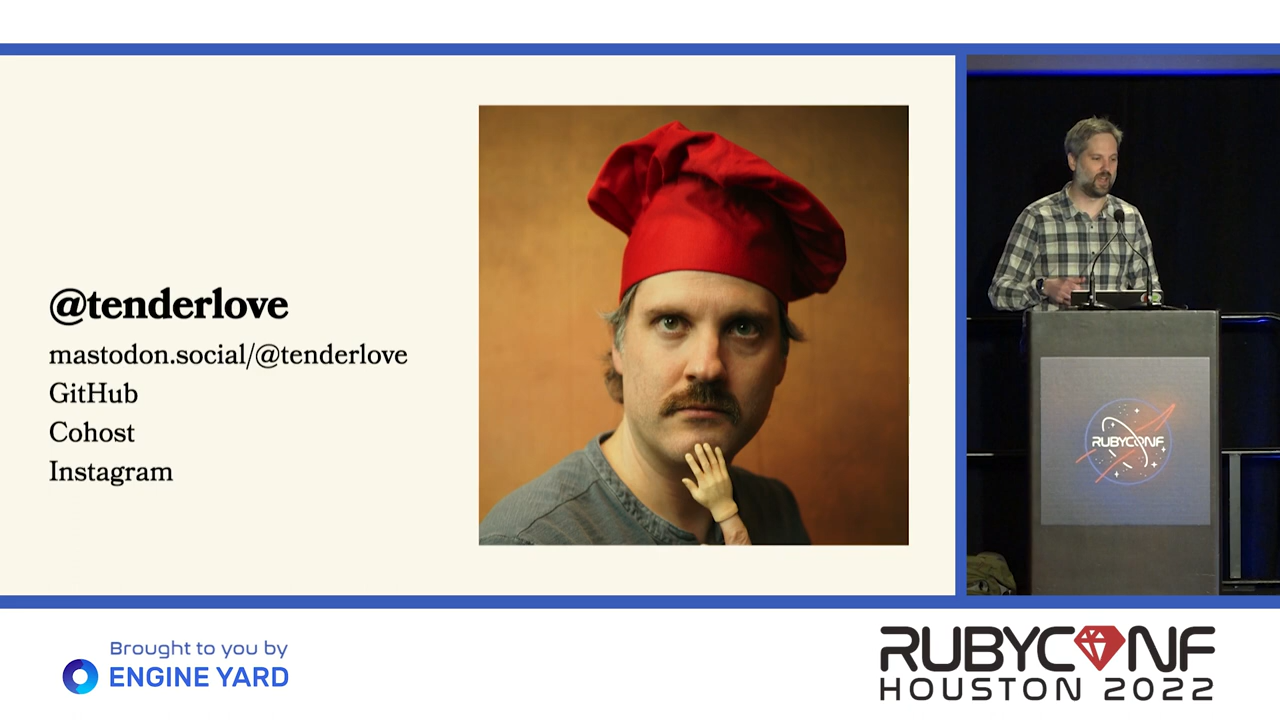 @tenderlove
mastodon.social/@tenderlove
GitHub
Cohost
Instagram
RUBYCONF
Brought to you by
ENGINE YARD
RUBYCONF
HOUSTON 2022